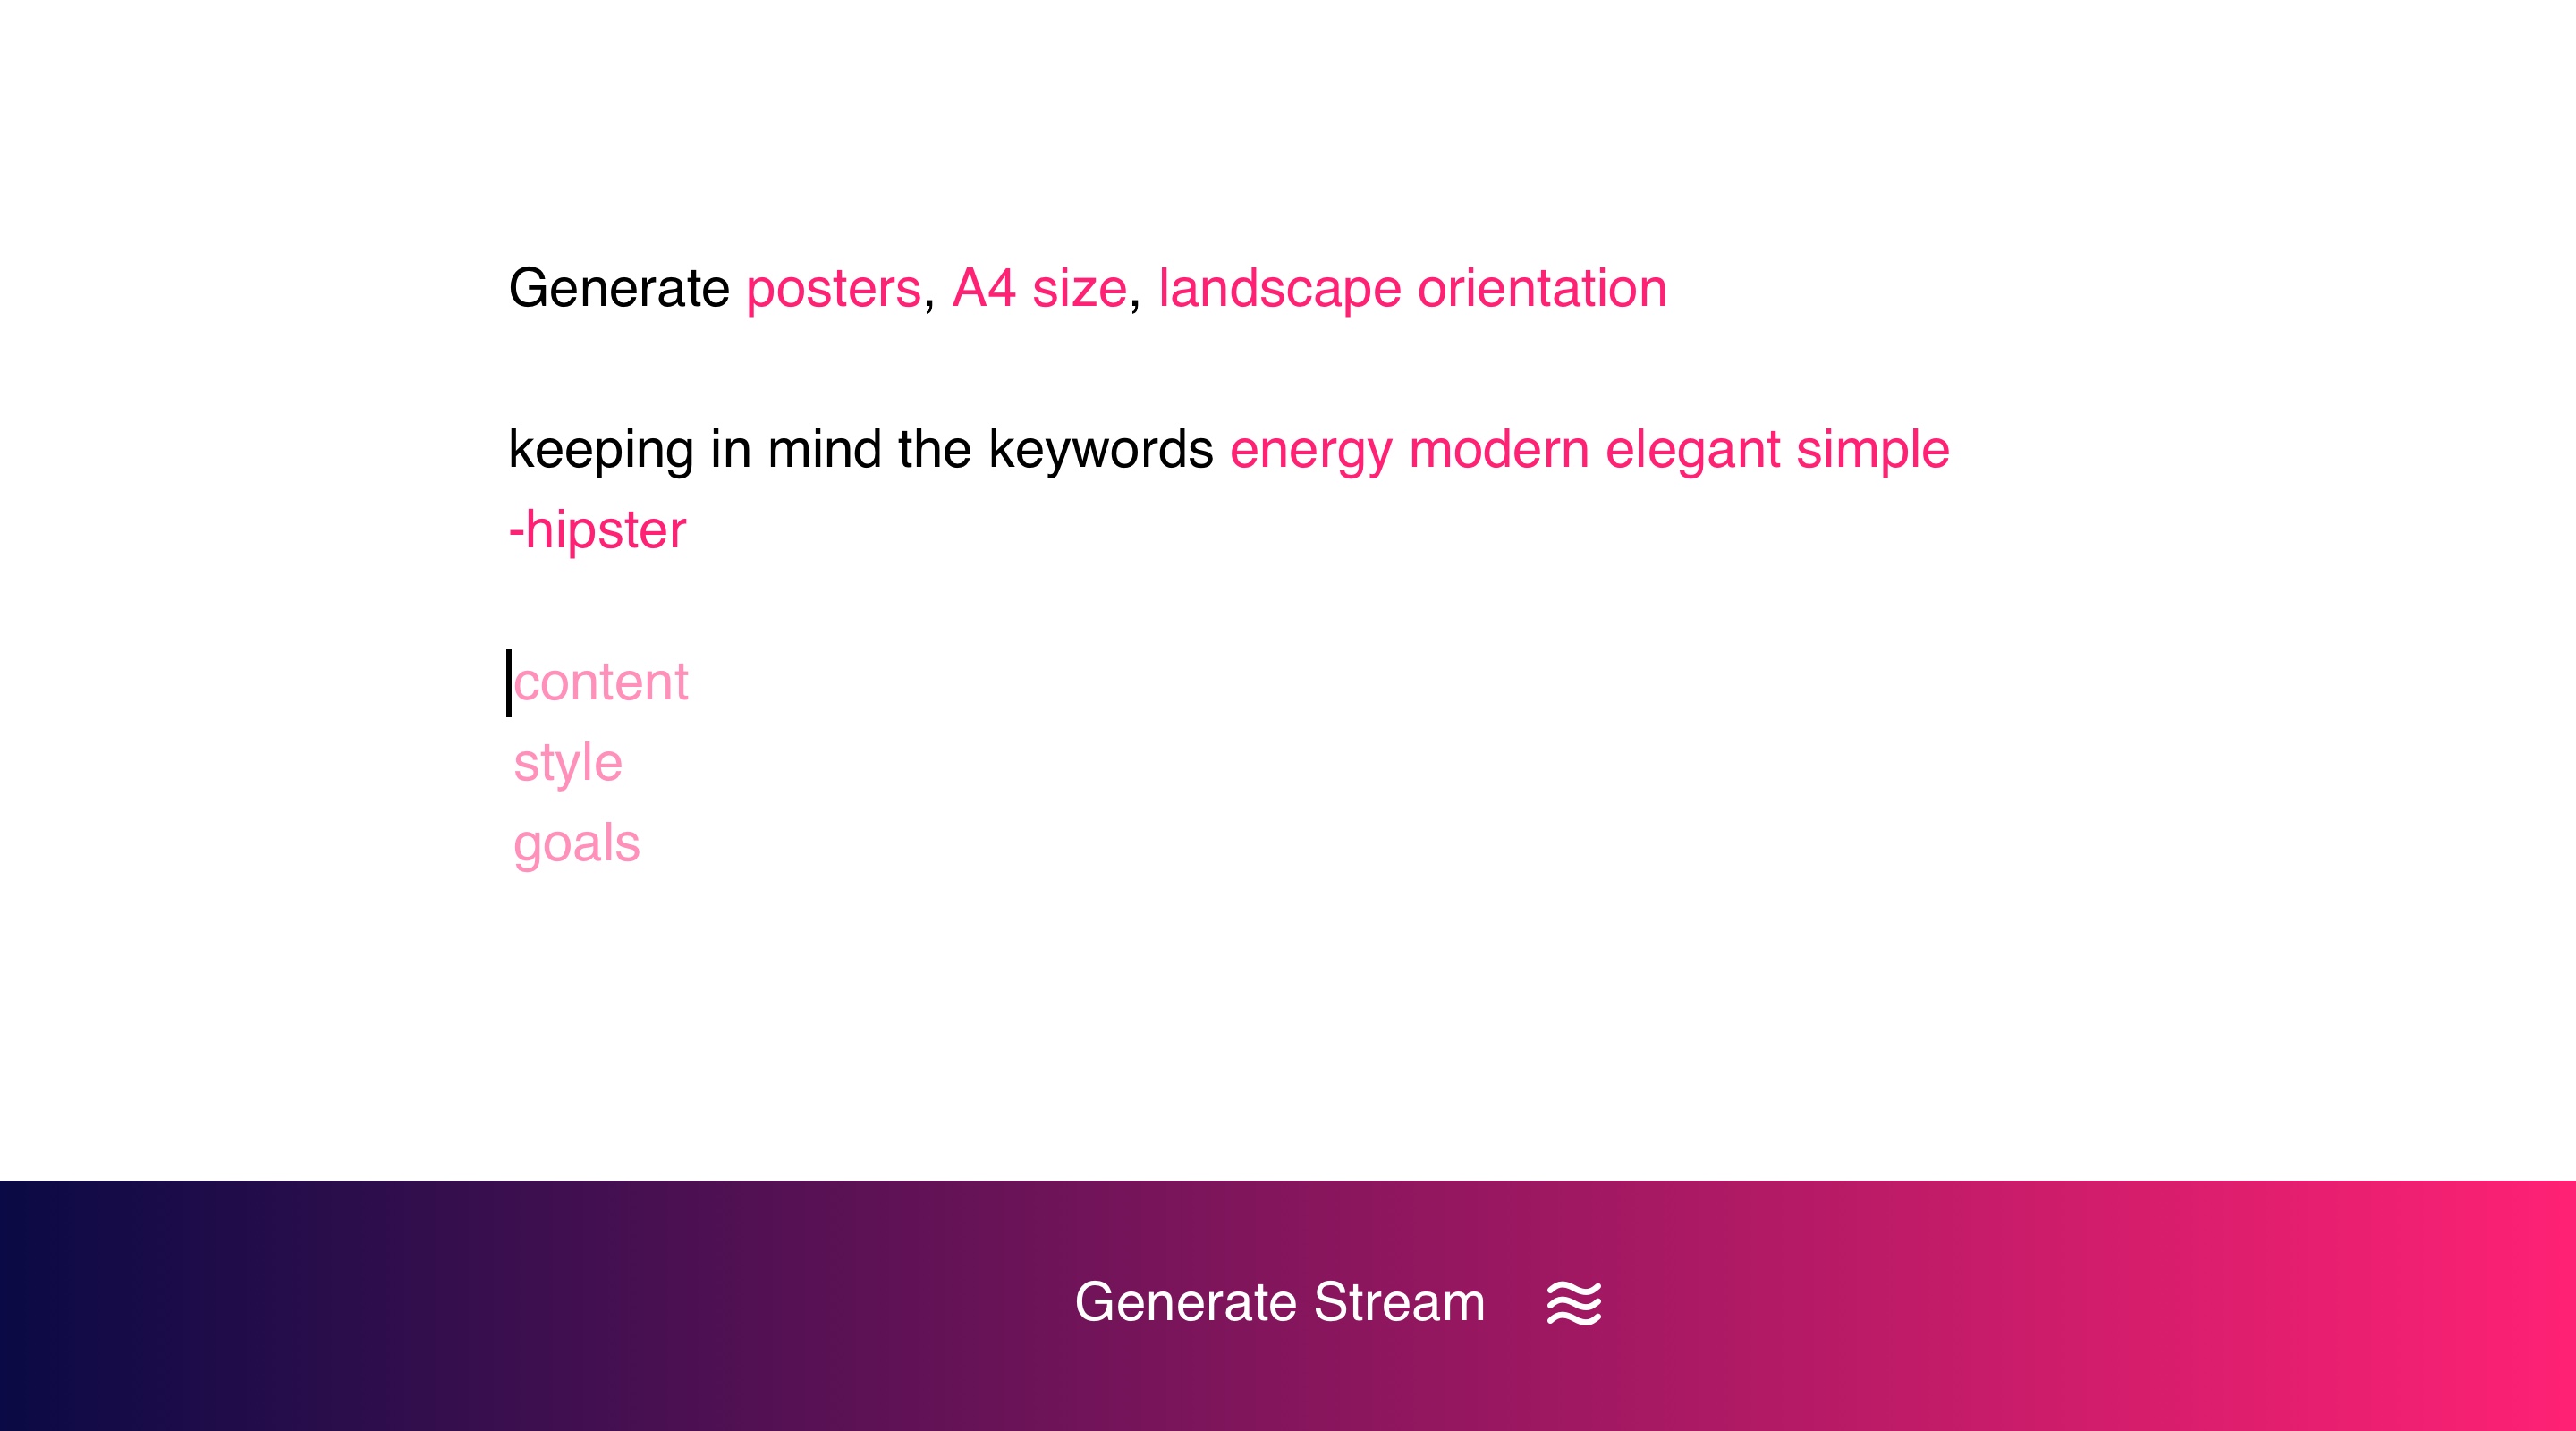 Generate posters, A4 size, landscape orientation
keeping in mind the keywords energy modern elegant simple
-hipster
content
style
goals
Generate Stream